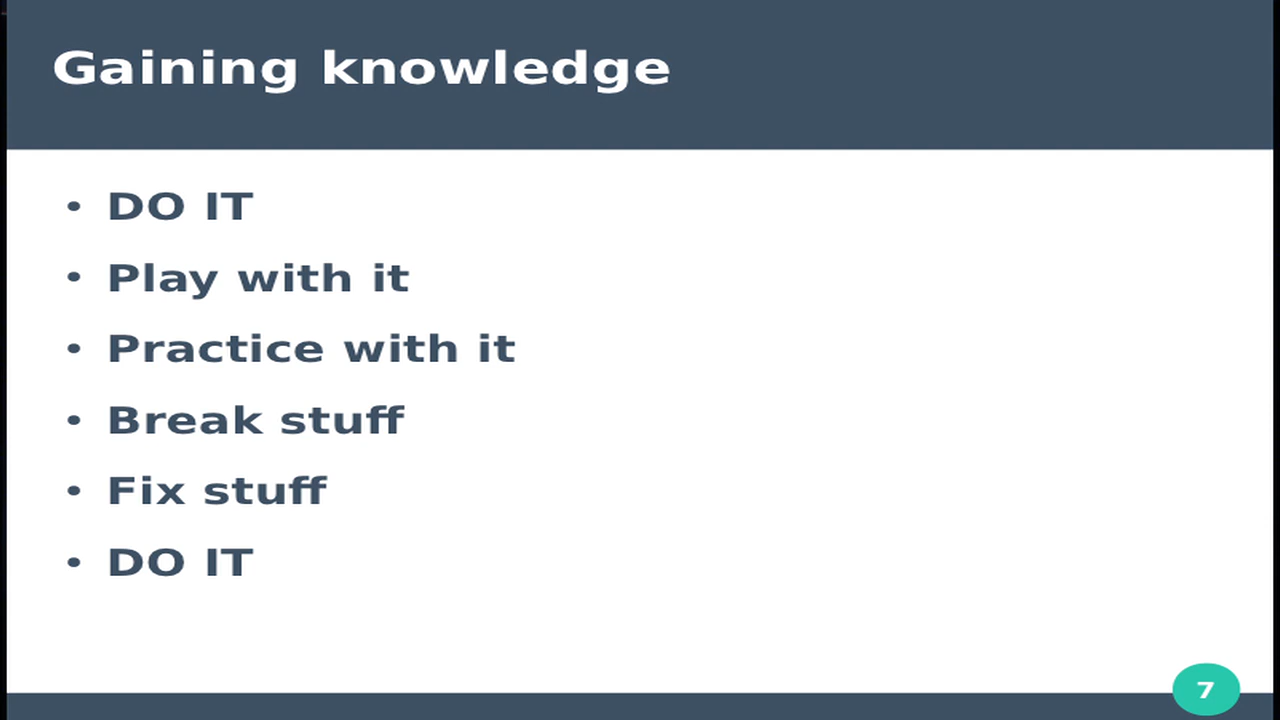 Gaining knowledge
• DO IT
• Play with it
• Practice with it
• Break stuff
• Fix stuff
• DO IT
7